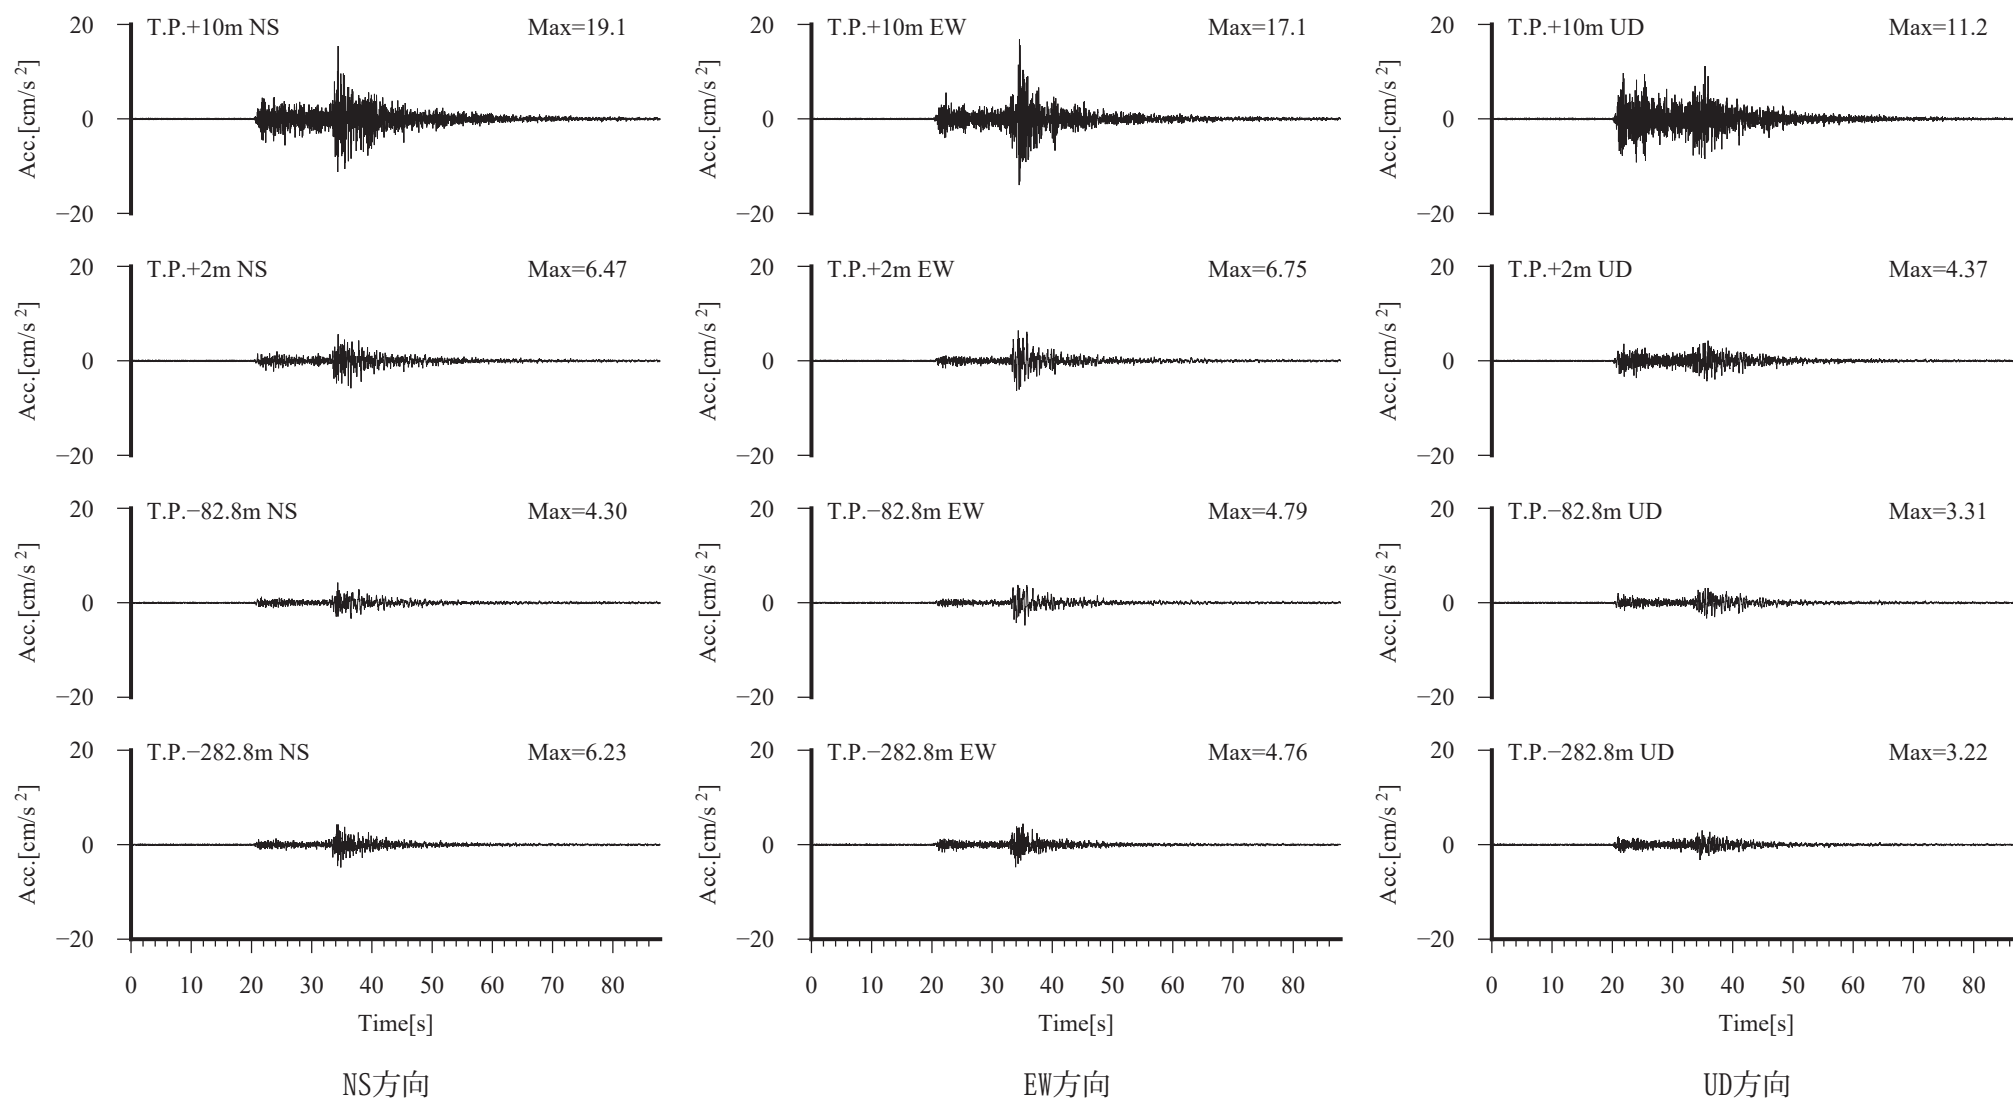 T.P.+10m NS Max=19.1
20
0
−20
Acc.[cm/s²]
T.P.+10m EW Max=17.1
20
0
−20
Acc.[cm/s²]
T.P.+10m UD Max=11.2
20
0
−20
Acc.[cm/s²]
T.P.+2m NS Max=6.47
20
0
−20
Acc.[cm/s²]
T.P.+2m EW Max=6.75
20
0
−20
Acc.[cm/s²]
T.P.+2m UD Max=4.37
20
0
−20
Acc.[cm/s²]
T.P.−82.8m NS Max=4.30
20
0
−20
Acc.[cm/s²]
T.P.−82.8m EW Max=4.79
20
0
−20
Acc.[cm/s²]
T.P.−82.8m UD Max=3.31
20
0
−20
Acc.[cm/s²]
T.P.−282.8m NS Max=6.23
20
0
−20
Acc.[cm/s²]
T.P.−282.8m EW Max=4.76
20
0
−20
Acc.[cm/s²]
T.P.−282.8m UD Max=3.22
20
0
−20
Acc.[cm/s²]
0 10 20 30 40 50 60 70 80
Time[s]
NS方向
0 10 20 30 40 50 60 70 80
Time[s]
EW方向
0 10 20 30 40 50 60 70 80
Time[s]
UD方向